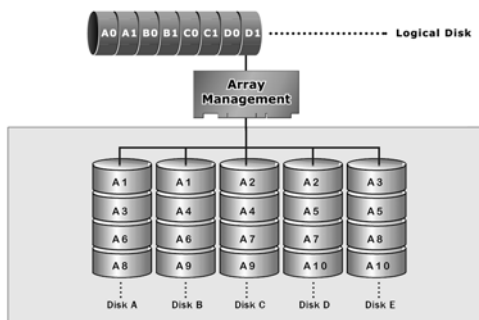 A0 A1 B0 B1 C0 C1 D0 D1 Logical Disk
Array
Management
A1 A1 A2 A2 A3
A3 A4 A4 A5 A5
A6 A6 A7 A7 A8
A8 A9 A9 A10 A10
Disk A Disk B Disk C Disk D Disk E